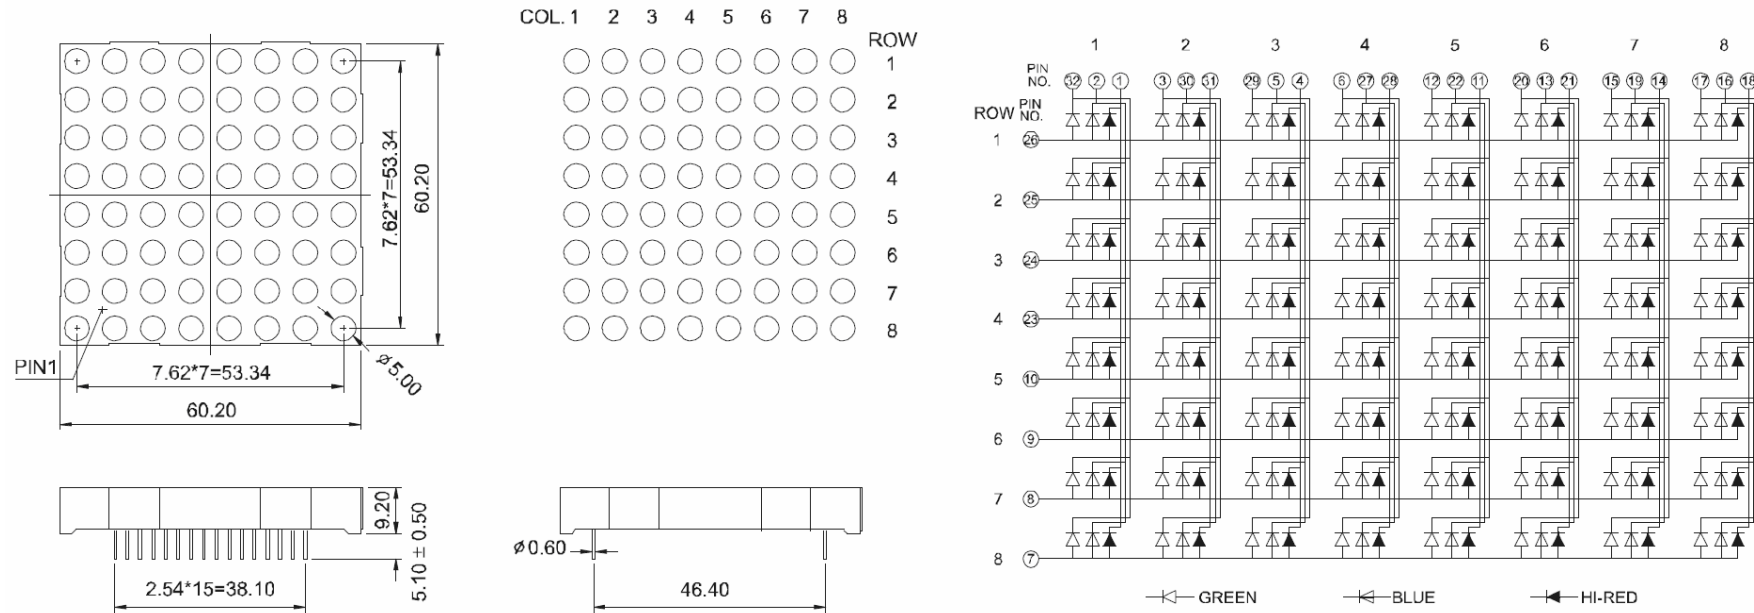 COL. 1 2 3 4 5 6 7 8
ROW
1
2
3
4
5
6
7
8
7.62*7=53.34
60.20
PIN1
7.62*7=53.34
60.20
ø5.00
9.20
5.10 ± 0.50
2.54*15=38.10
ø0.60
46.40
1 2 3 4 5 6 7 8
PIN
NO.
32 2 1 3 30 31 29 5 4 6 27 28 12 22 11 20 13 21 15 19 14 17 16 18
ROW PIN
NO.
1 26
2 25
3 24
4 23
5 10
6 9
7 8
8 7
GREEN BLUE HI-RED